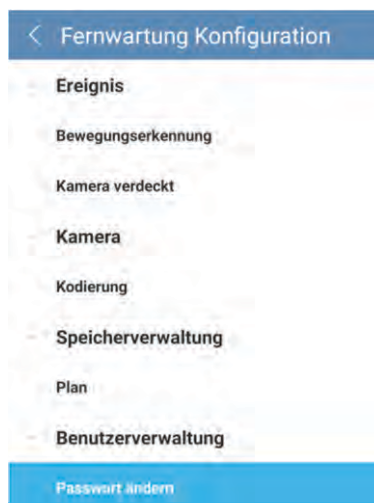 Fernwartung Konfiguration
Ereignis
Bewegungserkennung
Kamera verdeckt
Kamera
Kodierung
Speicherverwaltung
Plan
Benutzerverwaltung
Passwort ändern